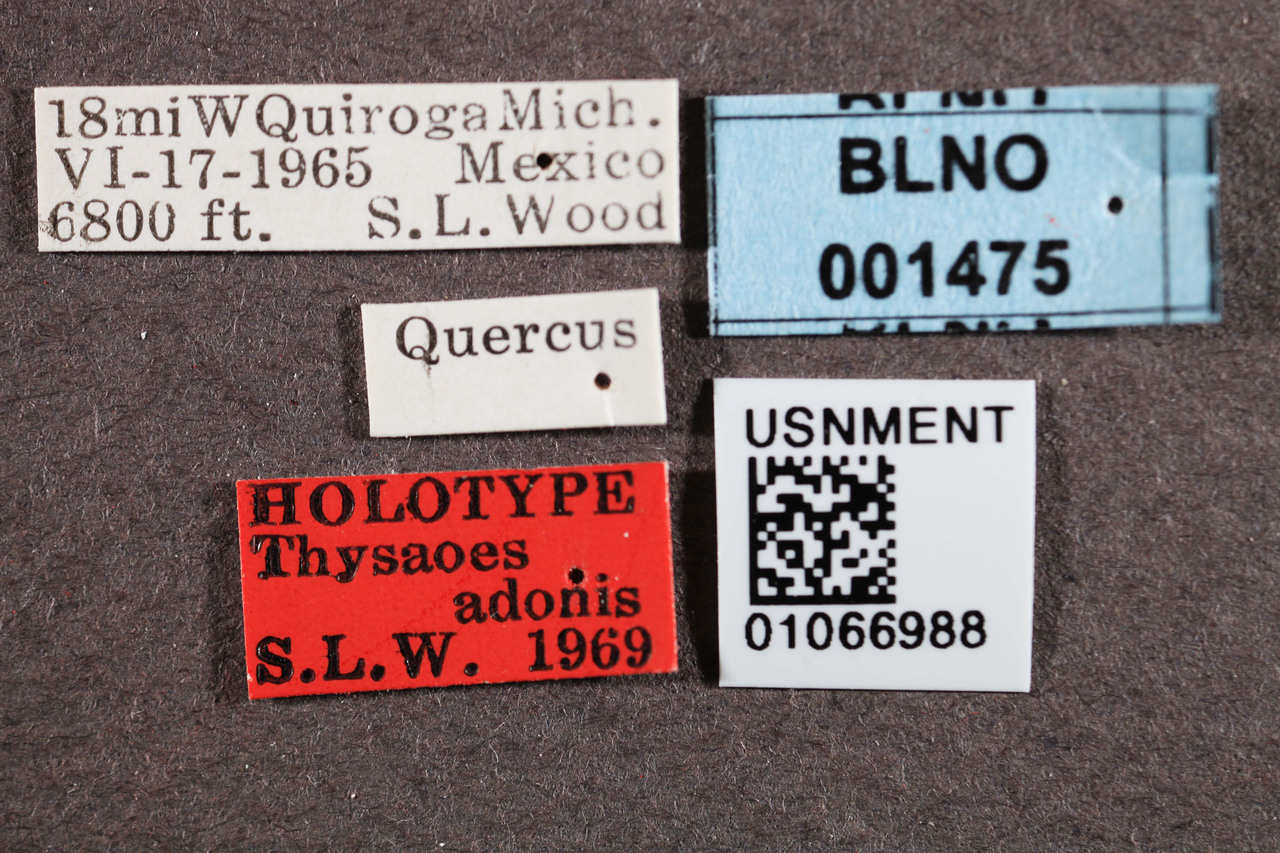 18miWQuirogaMich.
VI-17-1965 Mexico
6800 ft. S.L.Wood
Quercus
HOLOTYPE
Thysaoes
adonis
S.L.W. 1969
BLNO
001475
USNMENT
01066988